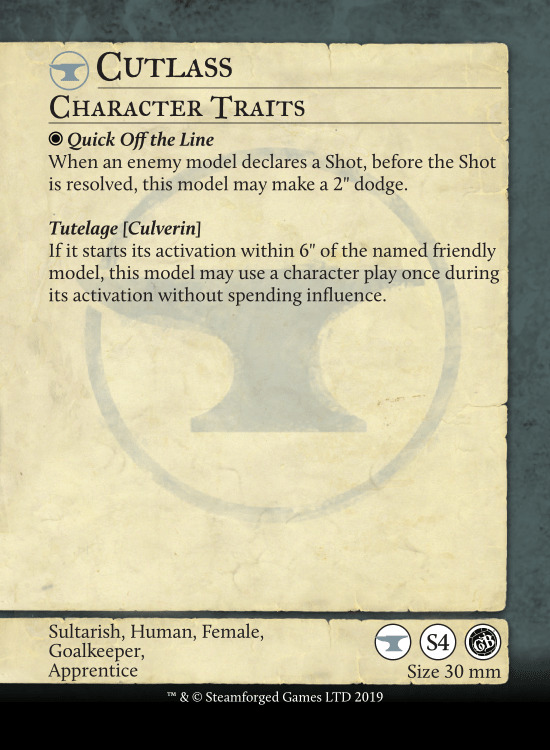 Cutlass
Character Traits
Quick Off the Line
When an enemy model declares a Shot, before the Shot
is resolved, this model may make a 2" dodge.
Tutelage [Culverin]
If it starts its activation within 6" of the named friendly
model, this model may use a character play once during
its activation without spending influence.
Sultarish, Human, Female,
Goalkeeper,
Apprentice
S4
GB
Size 30 mm
™ & © Steamforged Games LTD 2019